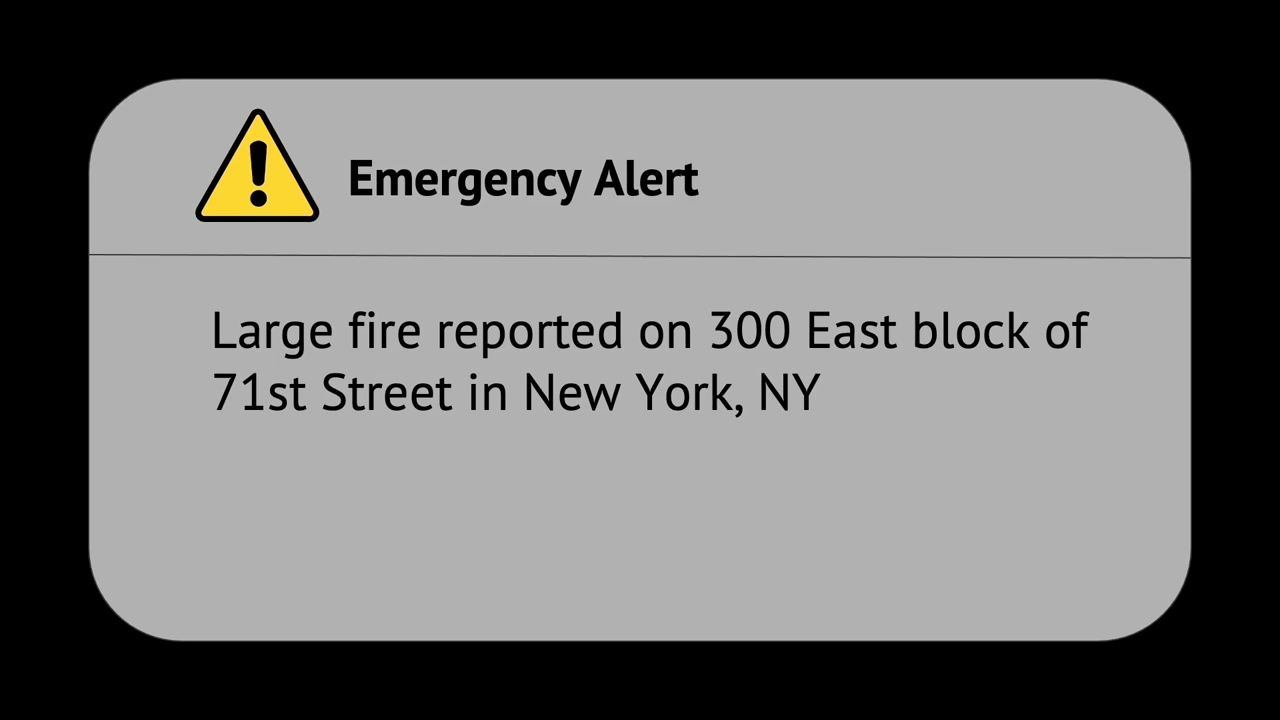 Emergency Alert
Large fire reported on 300 East block of
71st Street in New York, NY